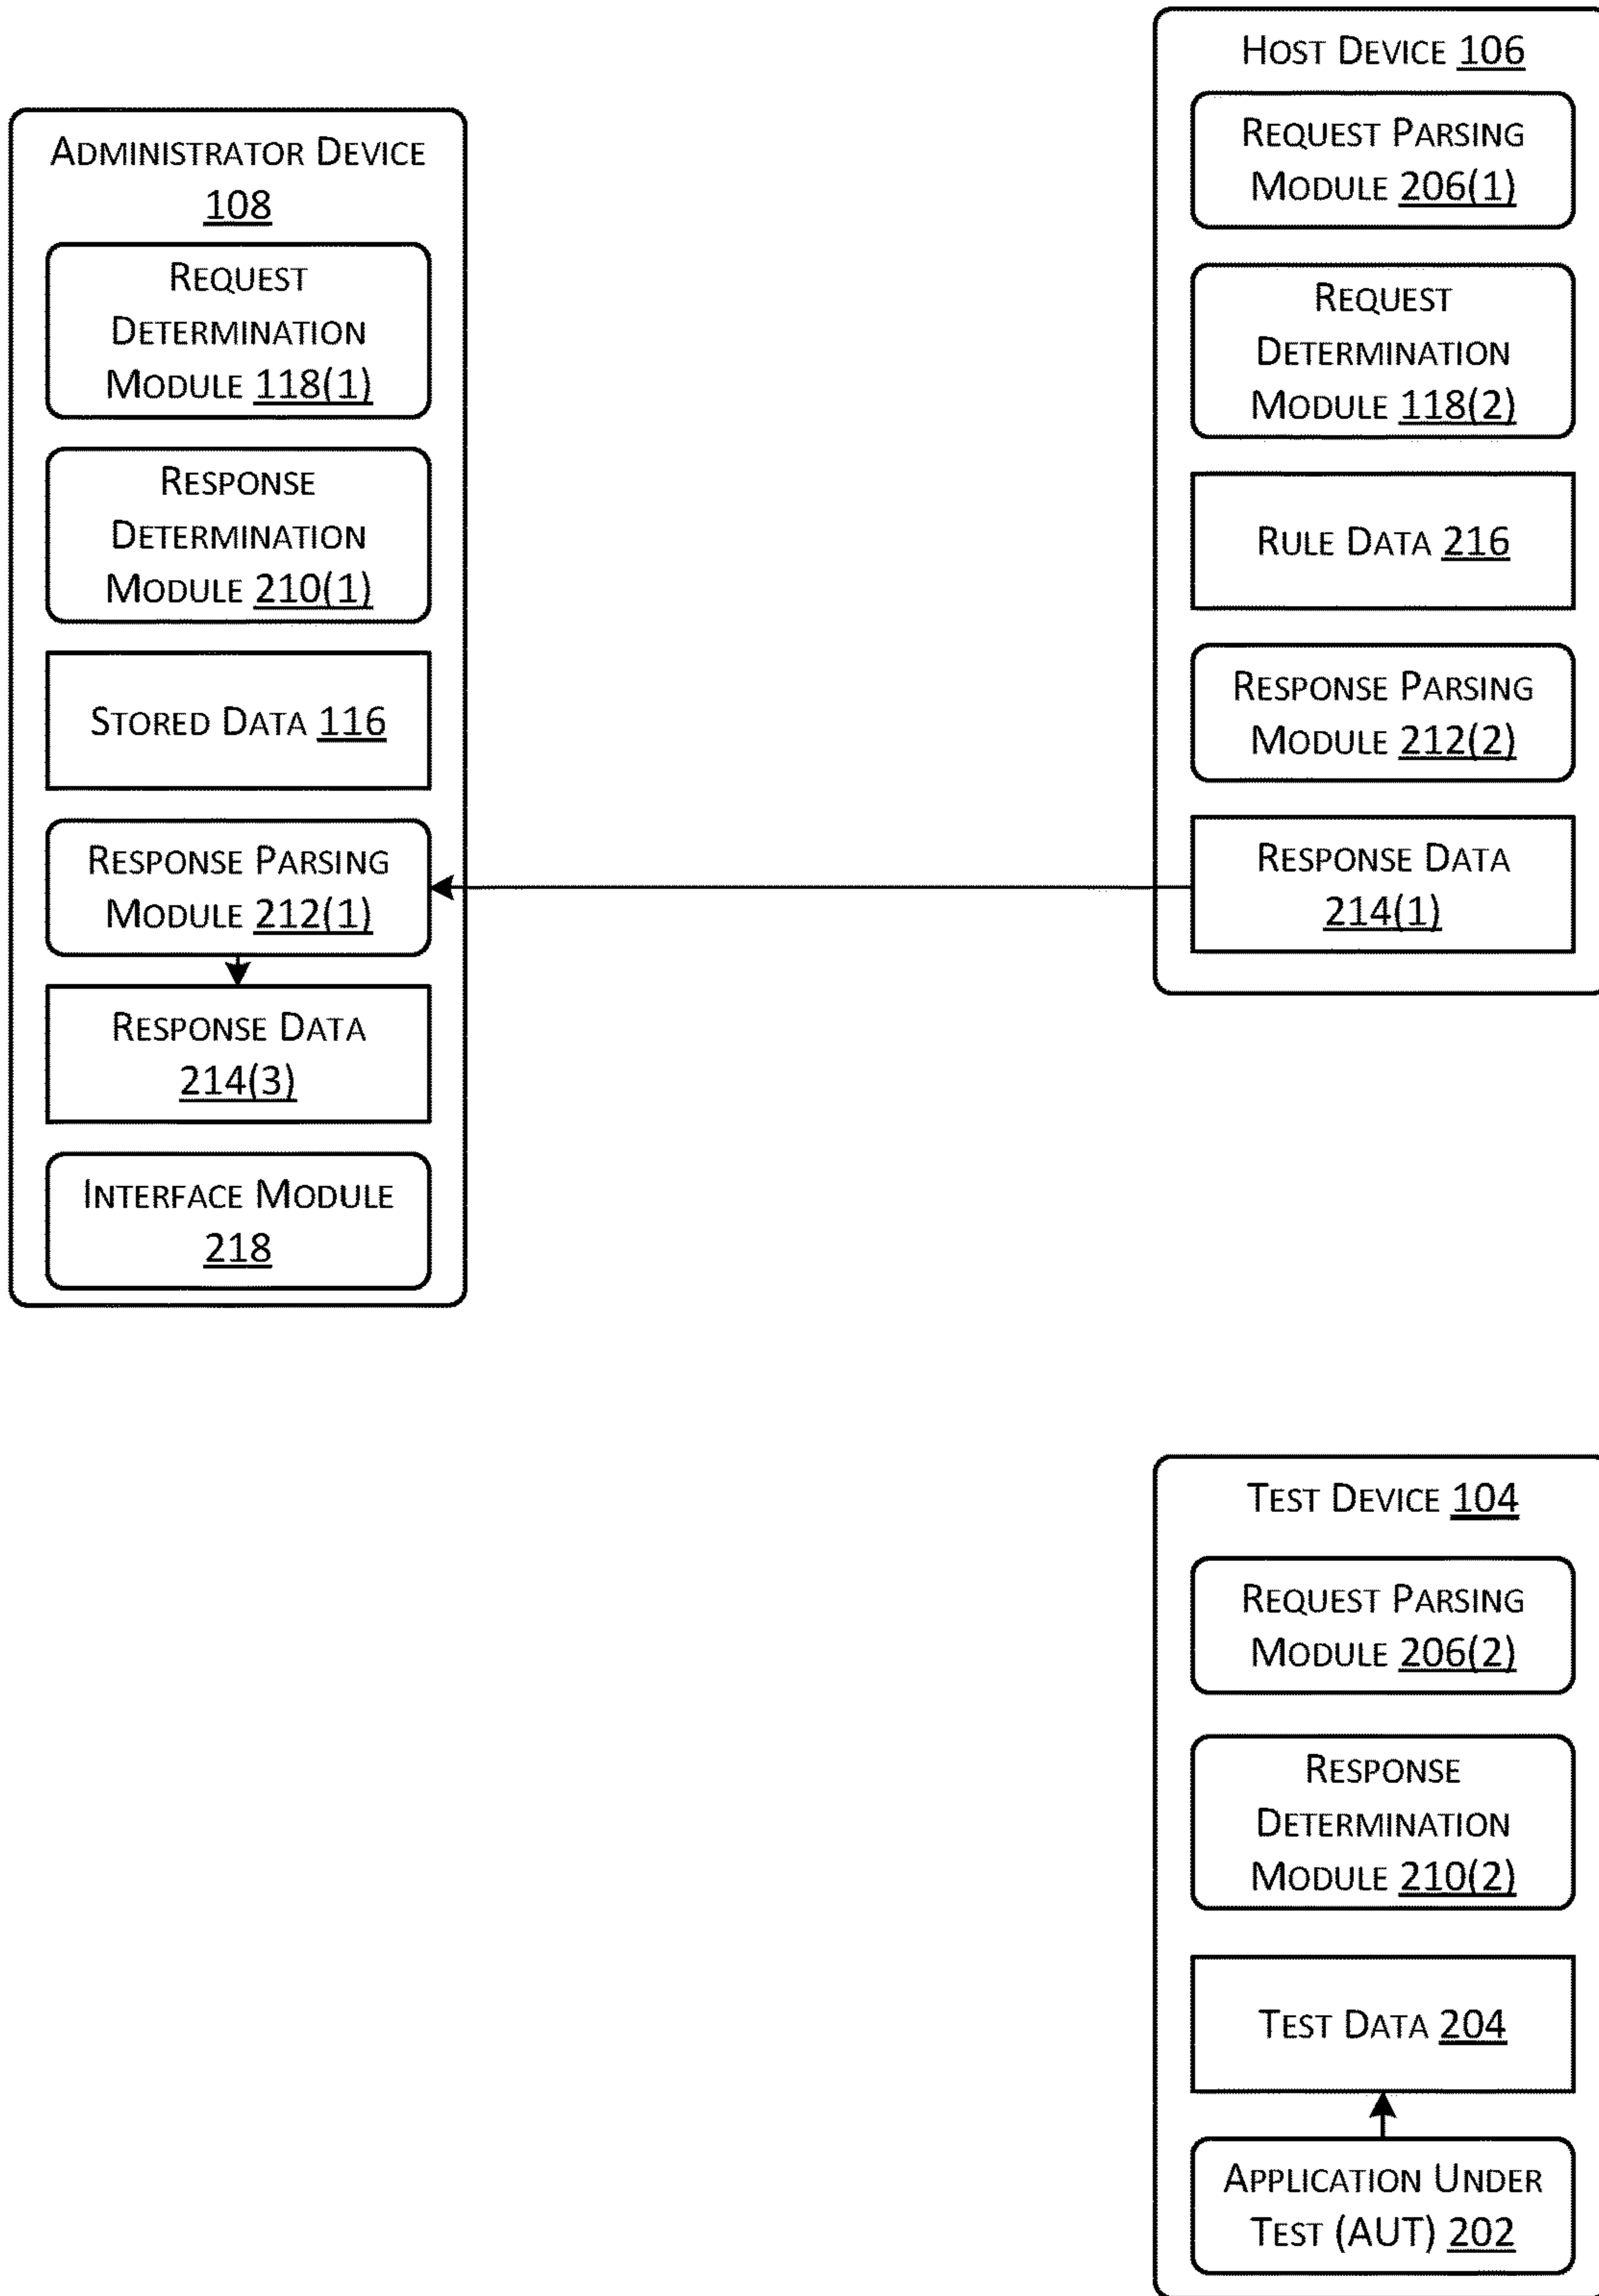 Administrator Device
108
Request
Determination
Module 118(1)
Response
Determination
Module 210(1)
Stored Data 116
Response Parsing
Module 212(1)
Response Data
214(3)
Interface Module
218
Host Device 106
Request Parsing
Module 206(1)
Request
Determination
Module 118(2)
Rule Data 216
Response Parsing
Module 212(2)
Response Data
214(1)
Test Device 104
Request Parsing
Module 206(2)
Response
Determination
Module 210(2)
Test Data 204
Application Under
Test (AUT) 202